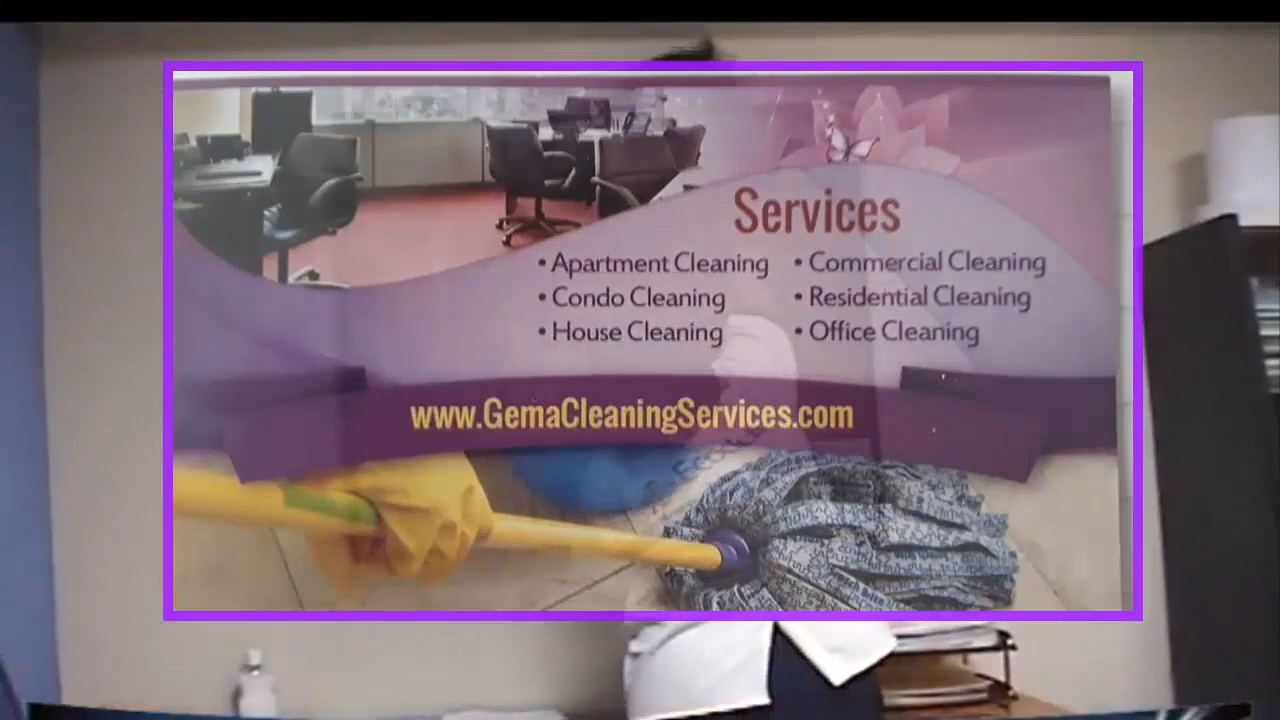 Services
• Apartment Cleaning
• Condo Cleaning
• House Cleaning
• Commercial Cleaning
• Residential Cleaning
• Office Cleaning
www.GemaCleaningServices.com